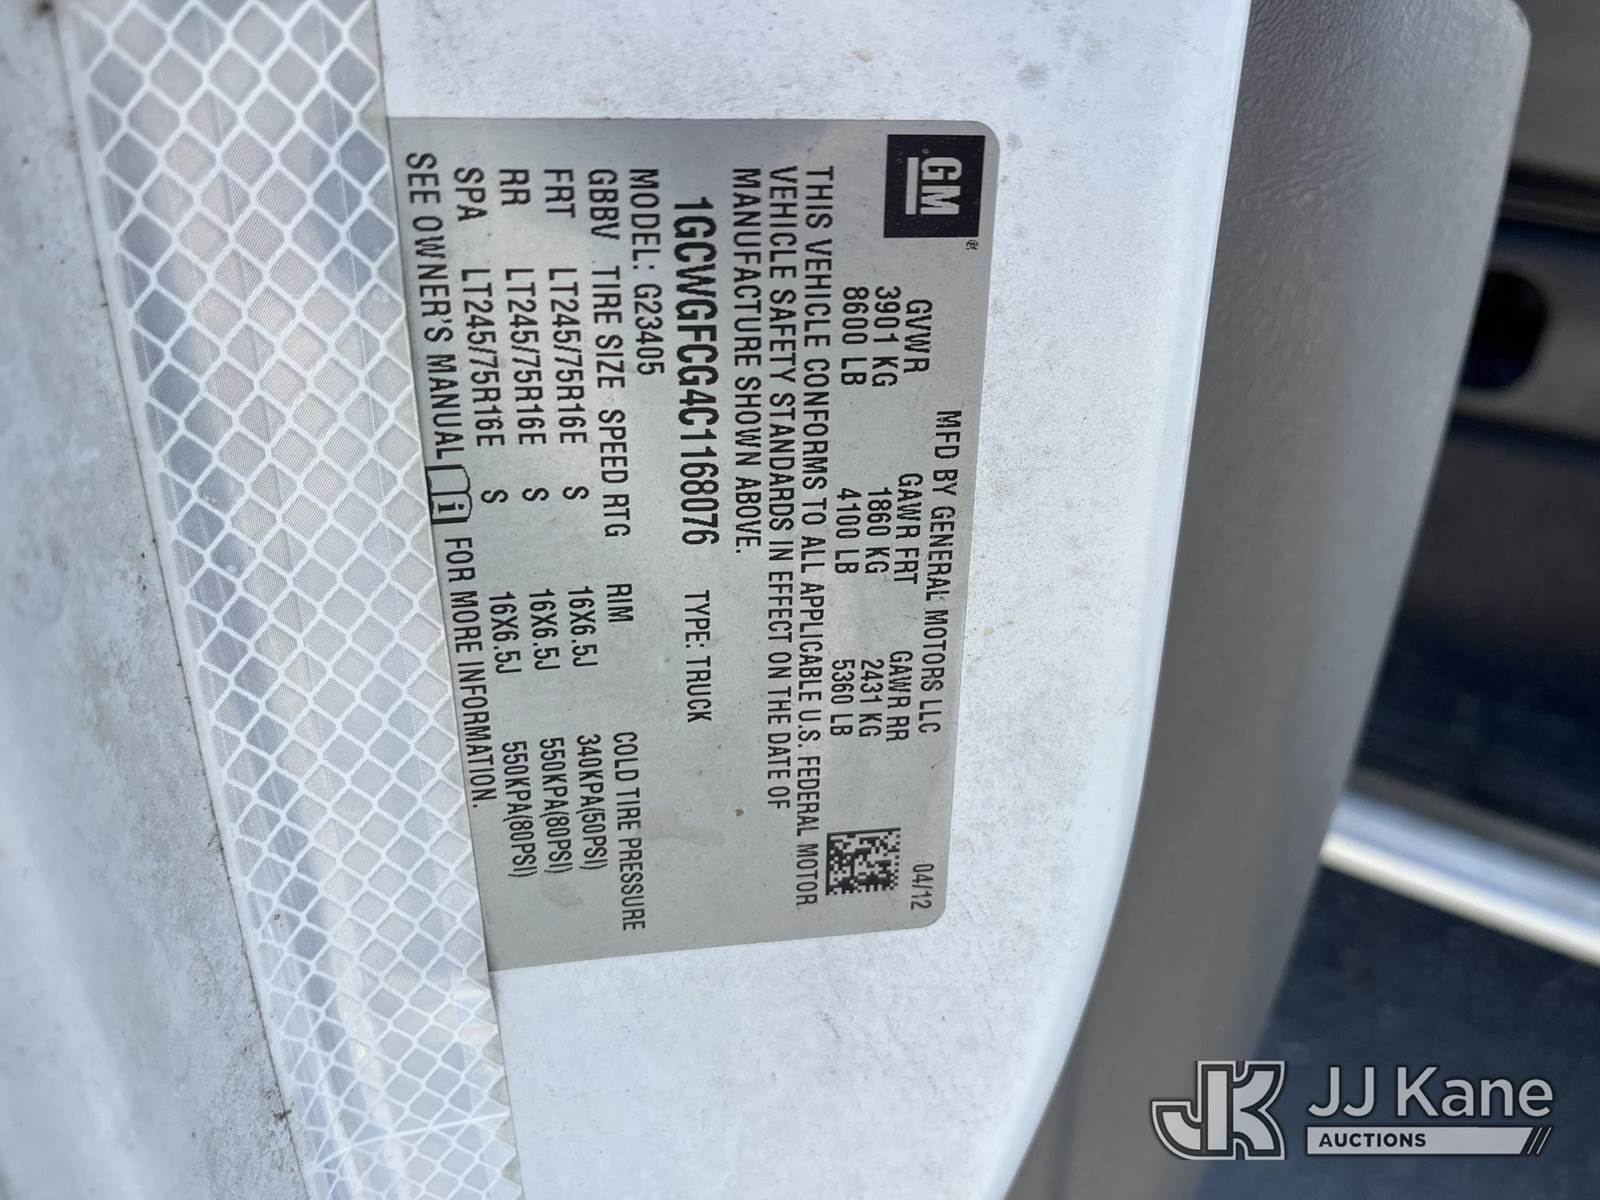 GM®
MFD BY GENERAL MOTORS LLC 04/12
GVWR GAWR FRT GAWR RR
3901 KG 1860 KG 2431 KG
8600 LB 4100 LB 5360 LB
THIS VEHICLE CONFORMS TO ALL APPLICABLE U.S. FEDERAL MOTOR
VEHICLE SAFETY STANDARDS IN EFFECT ON THE DATE OF
MANUFACTURE SHOWN ABOVE.
1GCWGFCG4C1168076 TYPE: TRUCK
MODEL: G23405
GBBV TIRE SIZE SPEED RTG RIM COLD TIRE PRESSURE
FRT LT245/75R16E S 16X6.5J 340KPA(50PSI)
RR LT245/75R16E S 16X6.5J 550KPA(80PSI)
SPA LT245/75R16E S 16X6.5J 550KPA(80PSI)
SEE OWNER'S MANUAL i FOR MORE INFORMATION.
JK JJ Kane
AUCTIONS